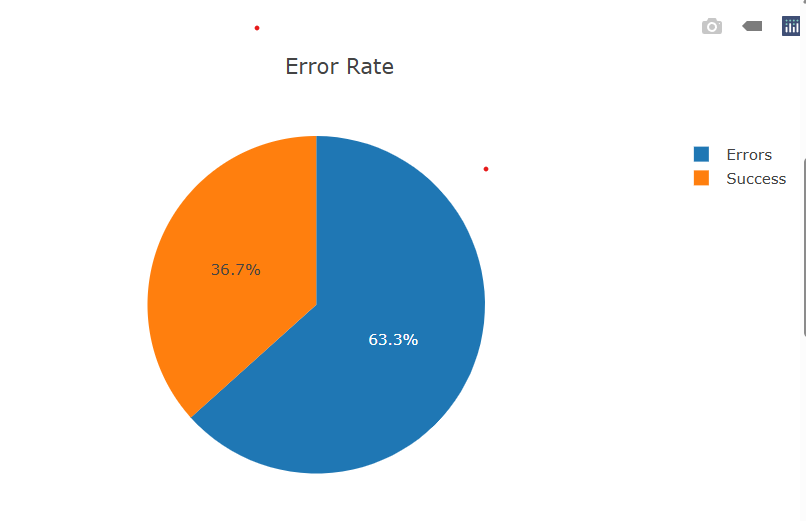 Error Rate
Errors
Success
36.7%
63.3%